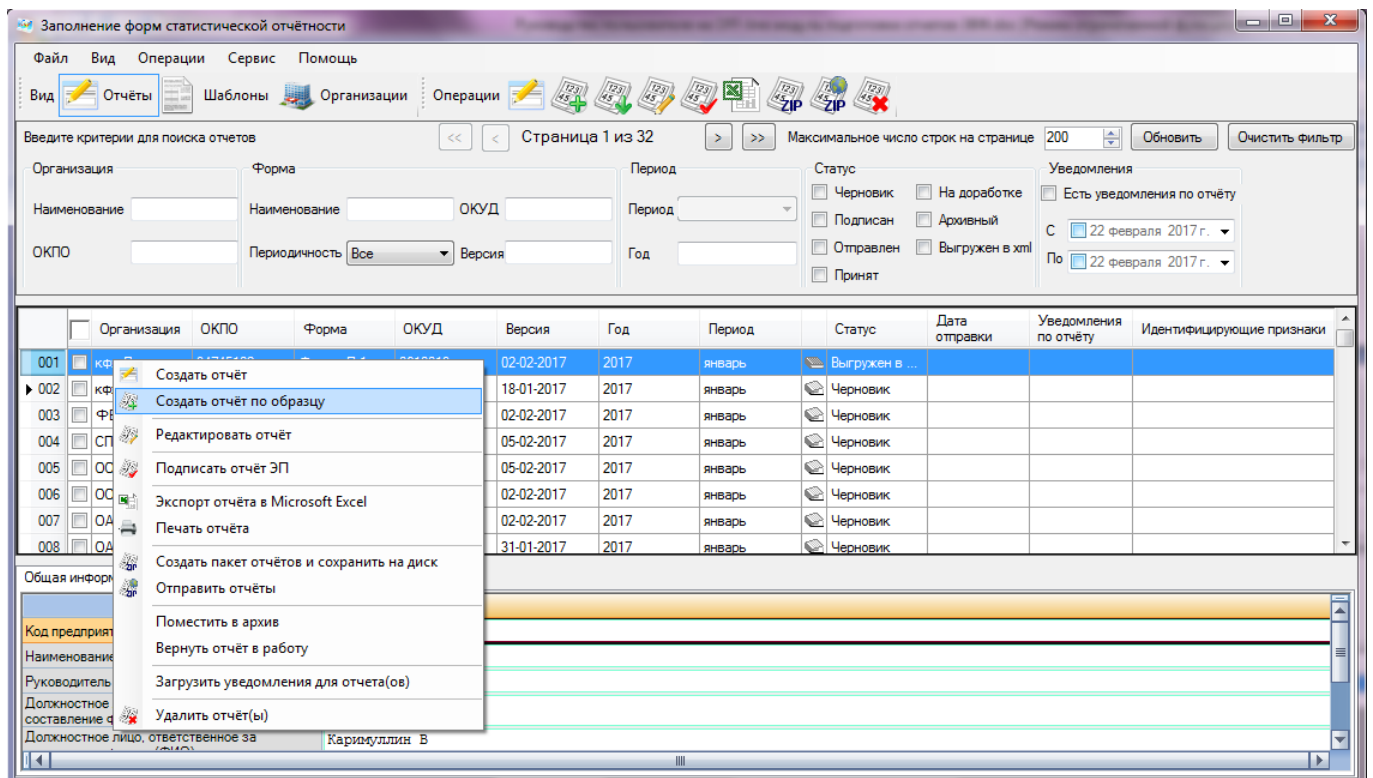 Заполнение форм статистической отчётности
Файл Вид Операции Сервис Помощь
Вид Отчёты Шаблоны Организации Операции
Введите критерии для поиска отчетов << < Страница 1 из 32 > >> Максимальное число строк на странице 200 Обновить Очистить фильтр
Организация Форма Период Статус Уведомления
Черновик На доработке Есть уведомления по отчёту
Наименование Наименование ОКУД Период
Подписан Архивный С 22 февраля 2017 г.
ОКПО Периодичность Все Версия Год Отправлен Выгружен в xml По 22 февраля 2017 г.
Принят
Организация ОКПО Форма ОКУД Версия Год Период Статус Дата отправки Уведомления по отчёту Идентифицирующие признаки
001 02-02-2017 2017 январь Выгружен в ...
002 18-01-2017 2017 январь Черновик
003 02-02-2017 2017 январь Черновик
004 05-02-2017 2017 январь Черновик
005 05-02-2017 2017 январь Черновик
006 02-02-2017 2017 январь Черновик
007 02-02-2017 2017 январь Черновик
008 31-01-2017 2017 январь Черновик
Создать отчёт
Создать отчёт по образцу
Редактировать отчёт
Подписать отчёт ЭП
Экспорт отчёта в Microsoft Excel
Печать отчёта
Создать пакет отчётов и сохранить на диск
Отправить отчёты
Поместить в архив
Вернуть отчёт в работу
Загрузить уведомления для отчета(ов)
Удалить отчёт(ы)
Общая
Код
Наименование
Руководитель
Должностное
составление
Должностное лицо, ответственное за
Каримуллин В